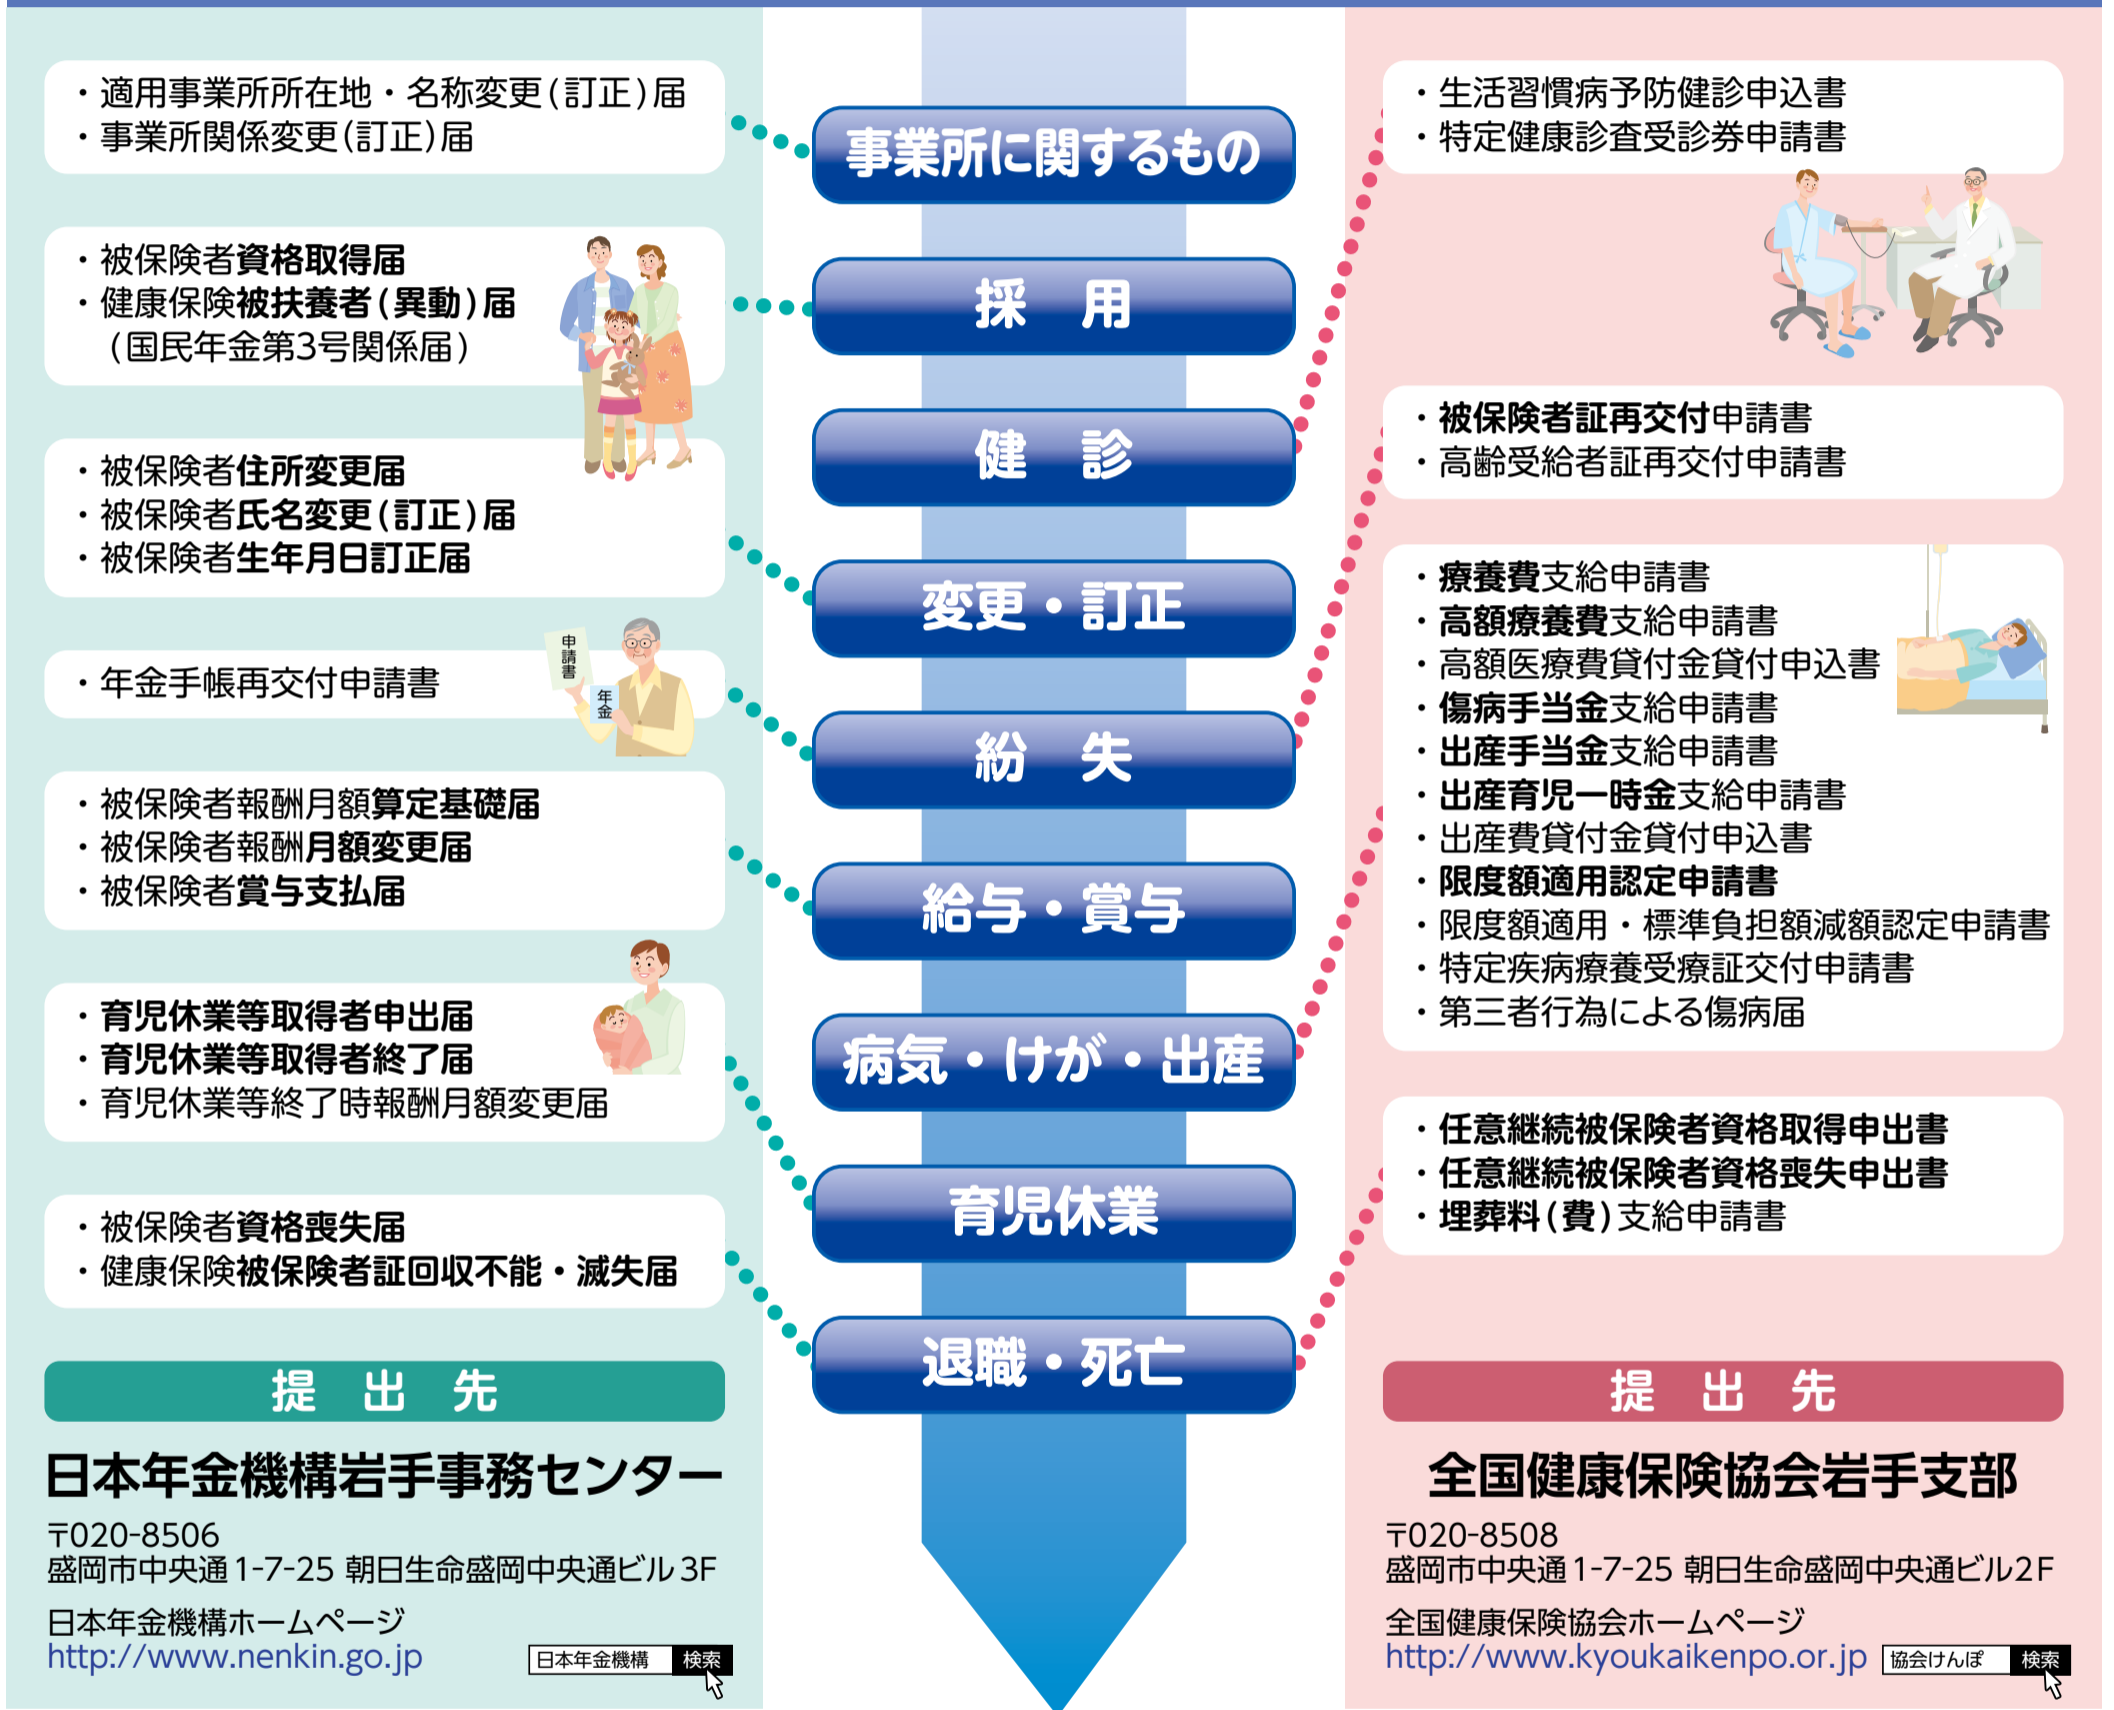 ・適用事業所所在地・名称変更(訂正)届
・事業所関係変更(訂正)届
・被保険者資格取得届
・健康保険被扶養者(異動)届
(国民年金第3号関係届)
・被保険者住所変更届
・被保険者氏名変更(訂正)届
・被保険者生年月日訂正届
・年金手帳再交付申請書
申請書
年金
・被保険者報酬月額算定基礎届
・被保険者報酬月額変更届
・被保険者賞与支払届
・育児休業等取得者申出届
・育児休業等取得者終了届
・育児休業等終了時報酬月額変更届
・被保険者資格喪失届
・健康保険被保険者証回収不能・滅失届
提出先
日本年金機構岩手事務センター
〒020-8506
盛岡市中央通1-7-25 朝日生命盛岡中央通ビル3F
日本年金機構ホームページ
http://www.nenkin.go.jp
日本年金機構 検索
事業所に関するもの
採 用
健 診
変更・訂正
紛 失
給与・賞与
病気・けが・出産
育児休業
退職・死亡
・生活習慣病予防健診申込書
・特定健康診査受診券申請書
・被保険者証再交付申請書
・高齢受給者証再交付申請書
・療養費支給申請書
・高額療養費支給申請書
・高額医療費貸付金貸付申込書
・傷病手当金支給申請書
・出産手当金支給申請書
・出産育児一時金支給申請書
・出産費貸付金貸付申込書
・限度額適用認定申請書
・限度額適用・標準負担額減額認定申請書
・特定疾病療養受療証交付申請書
・第三者行為による傷病届
・任意継続被保険者資格取得申出書
・任意継続被保険者資格喪失申出書
・埋葬料(費)支給申請書
提出先
全国健康保険協会岩手支部
〒020-8508
盛岡市中央通1-7-25 朝日生命盛岡中央通ビル2F
全国健康保険協会ホームページ
http://www.kyoukaikenpo.or.jp
協会けんぽ 検索